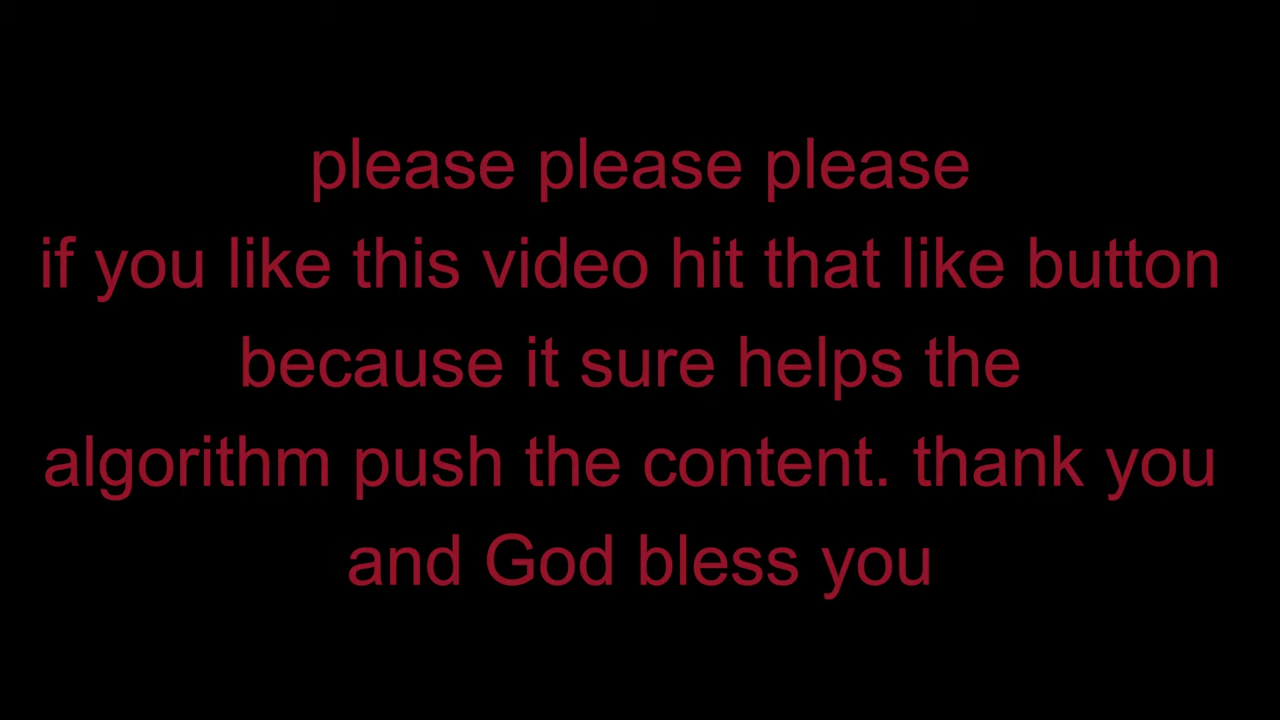 please please please
if you like this video hit that like button
because it sure helps the
algorithm push the content. thank you
and God bless you